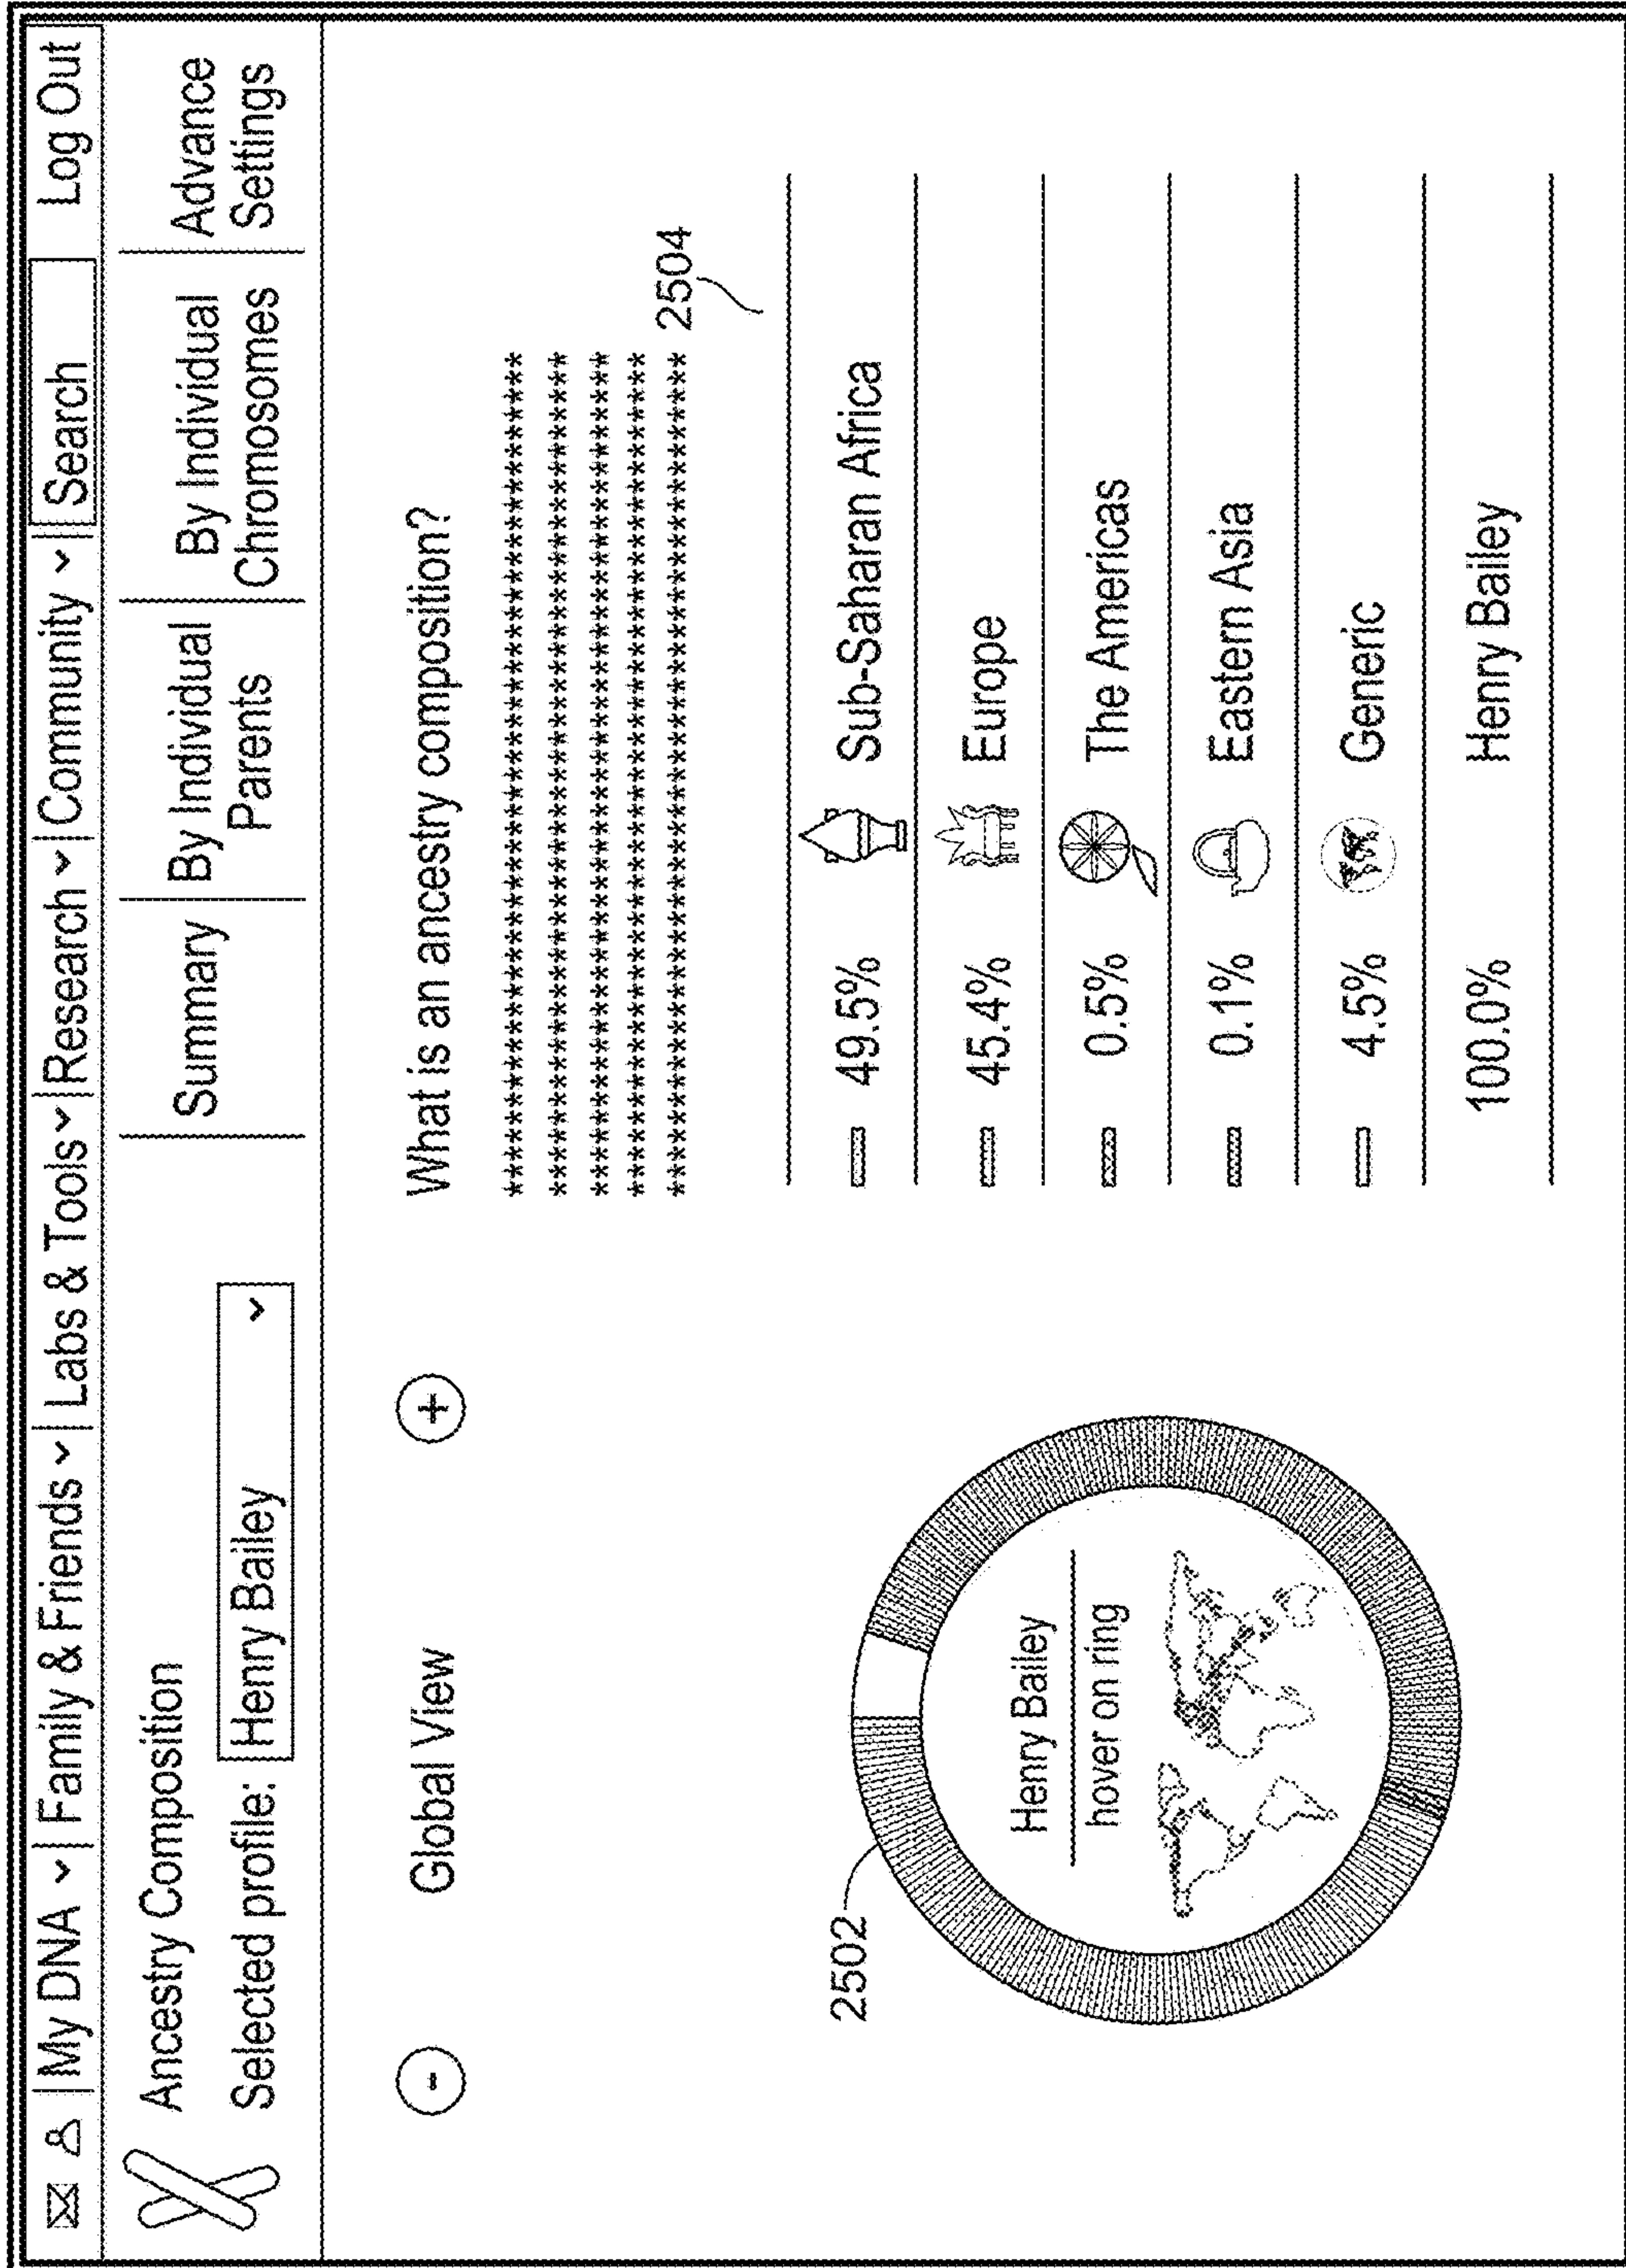 My DNA
Family & Friends
Labs & Tools
Research
Community
Search
Log Out
Ancestry Composition
Selected profile: Henry Bailey
Summary
By Individual
Parents
By Individual
Chromosomes
Advance
Settings
-
Global View
+
What is an ancestry composition?
2504
2502
Henry Bailey
hover on ring
49.5% Sub-Saharan Africa
45.4% Europe
0.5% The Americas
0.1% Eastern Asia
4.5% Generic
100.0% Henry Bailey